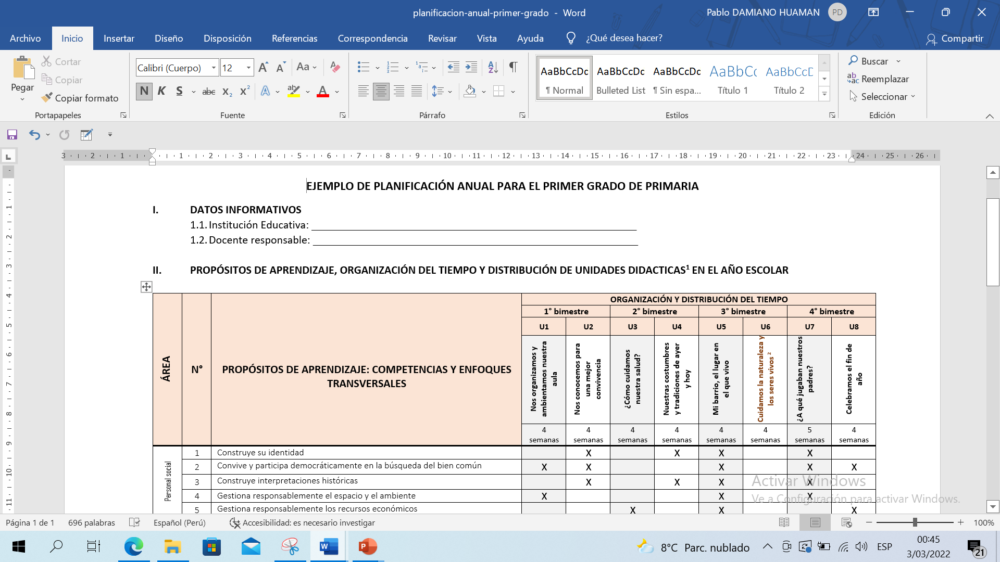 planificacion-anual-primer-grado - Word
Pablo DAMIANO HUAMAN PD
Archivo Inicio Insertar Diseño Disposición Referencias Correspondencia Revisar Vista Ayuda ¿Qué desea hacer? Compartir
Pegar
Cortar
Copiar
Copiar formato
Portapapeles
Calibri (Cuerpo) 12
Fuente
Párrafo
AaBbCcDc AaBbCcDc AaBbCcDc AaBbCc AaBbCcD
¶ Normal Bulleted List ¶ Sin espa... Título 1 Título 2
Estilos
Buscar
Reemplazar
Seleccionar
Edición
3 2 1 1 2 3 4 5 6 7 8 9 10 11 12 13 14 15 16 17 18 19 20 21 22 23 24 25 26
1 2 3 4 5 6 7 8 9 10 11
EJEMPLO DE PLANIFICACIÓN ANUAL PARA EL PRIMER GRADO DE PRIMARIA
I. DATOS INFORMATIVOS
1.1. Institución Educativa: ____
1.2. Docente responsable: ____
II. PROPÓSITOS DE APRENDIZAJE, ORGANIZACIÓN DEL TIEMPO Y DISTRIBUCIÓN DE UNIDADES DIDACTICAS¹ EN EL AÑO ESCOLAR
ÁREA
N°
PROPÓSITOS DE APRENDIZAJE: COMPETENCIAS Y ENFOQUES
TRANSVERSALES
ORGANIZACIÓN Y DISTRIBUCIÓN DEL TIEMPO
1° bimestre 2° bimestre 3° bimestre 4° bimestre
U1 U2 U3 U4 U5 U6 U7 U8
Nos organizamos y
ambientamos nuestra
aula
Nos conocemos para
una mejor
convivencia
¿Cómo cuidamos
nuestra salud?
Nuestras costumbres
y tradiciones de ayer
y hoy
Mi barrio, el lugar en
el que vivo
Cuidamos la naturaleza y
los seres vivos ²
¿A qué jugaban nuestros
padres?
Celebramos el fin de
año
4 4 4 4 4 4 5 4
semanas semanas semanas semanas semanas semanas semanas semanas
Personal social
1 Construye su identidad X X X X
2 Convive y participa democráticamente en la búsqueda del bien común X X X X X
3 Construye interpretaciones históricas X X X X
4 Gestiona responsablemente el espacio y el ambiente X X X
5 Gestiona responsablemente los recursos económicos X X X
Activar Windows
Ve a Configuración para activar Windows.
Página 1 de 1 696 palabras Español (Perú) Accesibilidad: es necesario investigar 100%
8°C Parc. nublado ESP
00:45
3/03/2022
21